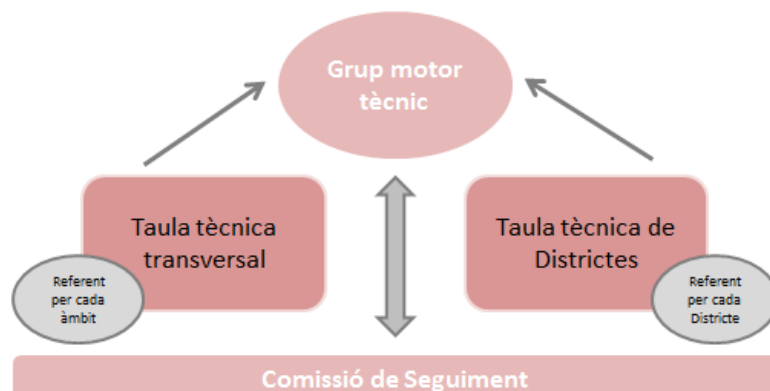 Grup motor
tècnic
Taula tècnica
transversal
Taula tècnica de
Districtes
Referent
per cada
àmbit
Referent
per cada
Districte
Comissió de Seguiment